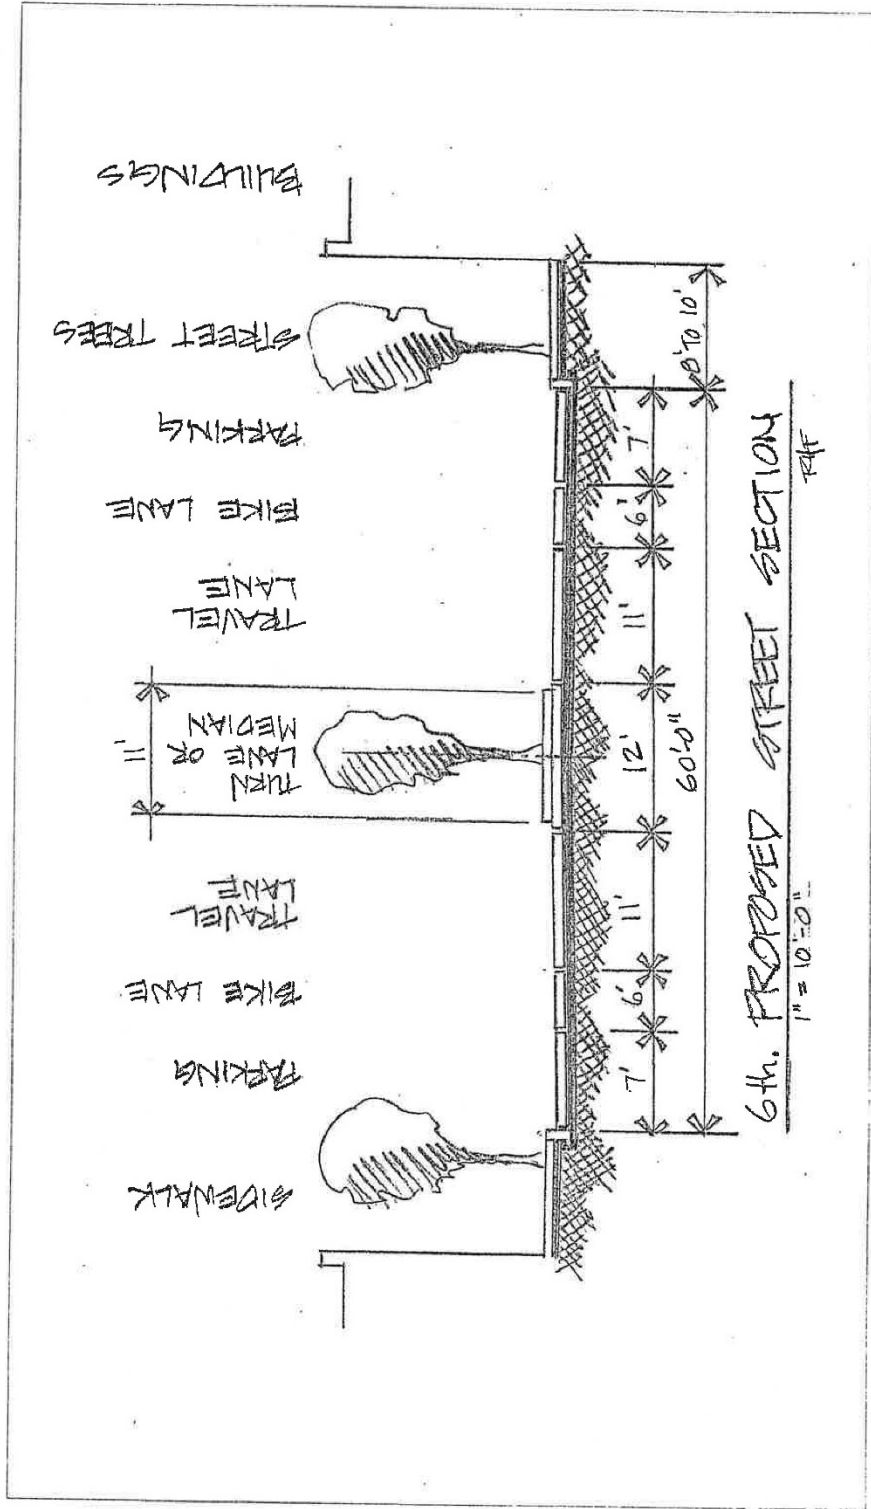 SIDEWALK
PARKING
BIKE LANE
TRAVEL
LANE
11'
TURN
LANE OR
MEDIAN
TRAVEL
LANE
BIKE LANE
PARKING
STREET TREES
BUILDINGS
7'
6'
11'
12'
11'
6'
7'
8' TO 10'
60'-0"
6th. PROPOSED STREET SECTION
1" = 10'-0"